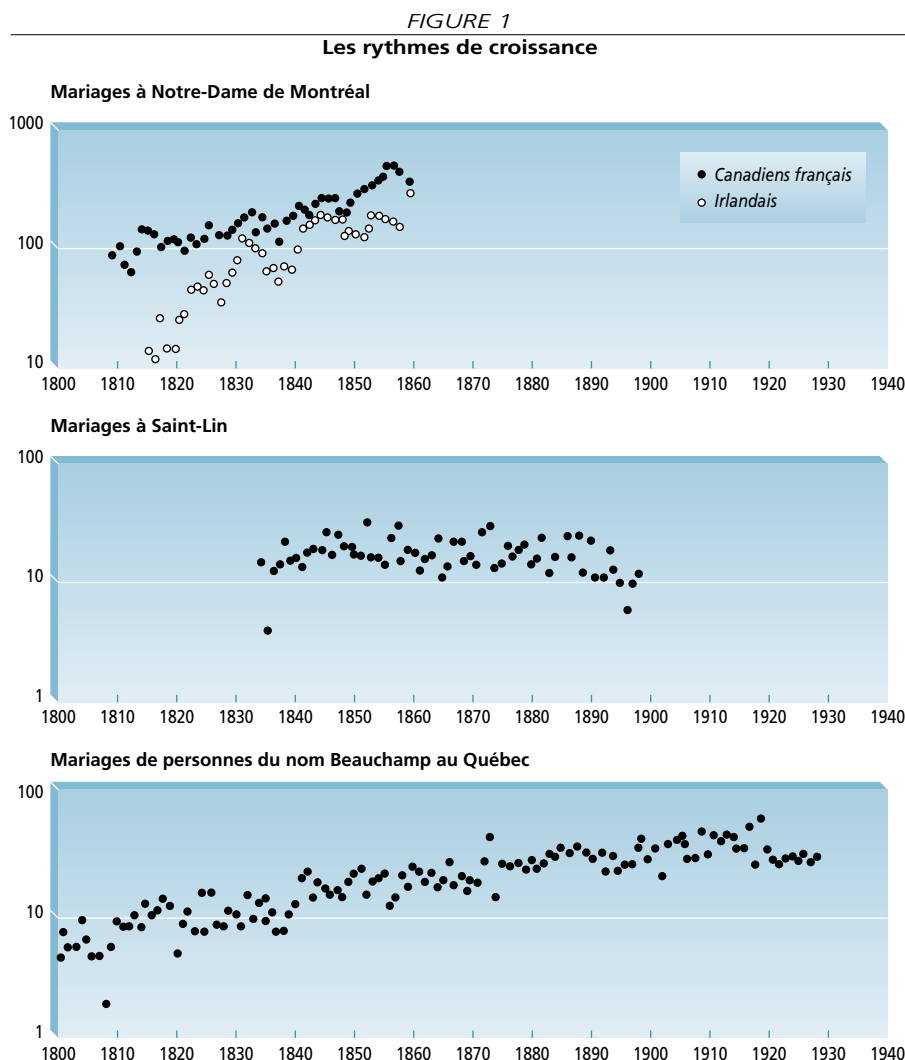 FIGURE 1
Les rythmes de croissance
Mariages à Notre-Dame de Montréal
1000
100
10
Canadiens français
Irlandais
1800 1810 1820 1830 1840 1850 1860 1870 1880 1890 1900 1910 1920 1930 1940
Mariages à Saint-Lin
100
10
1
1800 1810 1820 1830 1840 1850 1860 1870 1880 1890 1900 1910 1920 1930 1940
Mariages de personnes du nom Beauchamp au Québec
100
10
1
1800 1810 1820 1830 1840 1850 1860 1870 1880 1890 1900 1910 1920 1930 1940